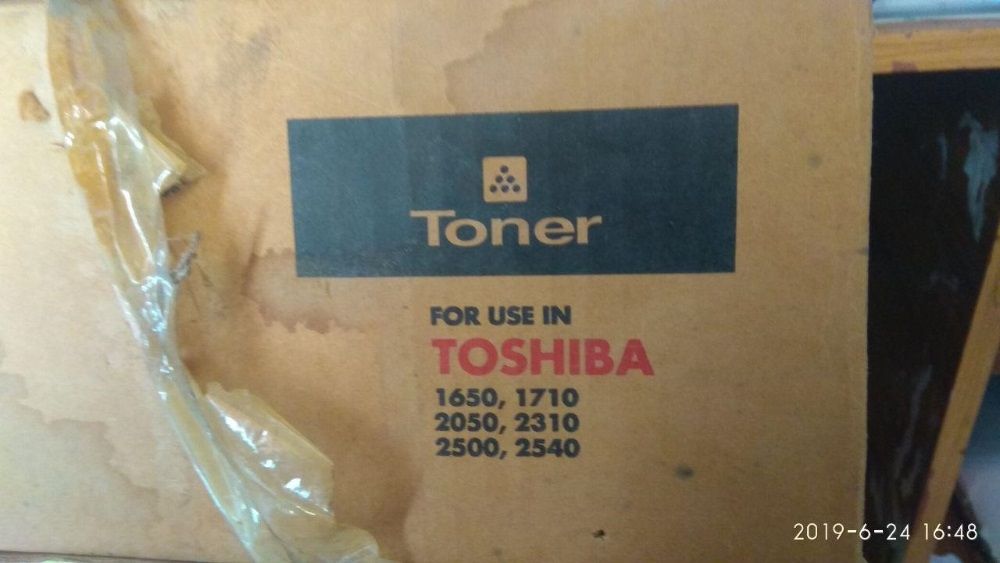 Toner
FOR USE IN
TOSHIBA
1650, 1710
2050, 2310
2500, 2540
2019-6-24 16:48